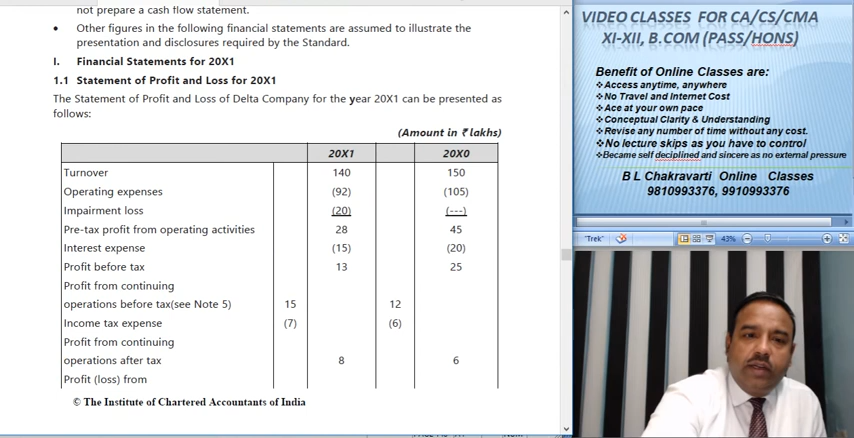 not prepare a cash flow statement.
• Other figures in the following financial statements are assumed to illustrate the
presentation and disclosures required by the Standard.
I. Financial Statements for 20X1
1.1 Statement of Profit and Loss for 20X1
The Statement of Profit and Loss of Delta Company for the year 20X1 can be presented as
follows:
(Amount in ₹ lakhs)
20X1 20X0
Turnover 140 150
Operating expenses (92) (105)
Impairment loss (20) (---)
Pre-tax profit from operating activities 28 45
Interest expense (15) (20)
Profit before tax 13 25
Profit from continuing
operations before tax(see Note 5) 15 12
Income tax expense (7) (6)
Profit from continuing
operations after tax 8 6
Profit (loss) from
© The Institute of Chartered Accountants of India
VIDEO CLASSES FOR CA/CS/CMA
XI-XII, B.COM (PASS/HONS)
Benefit of Online Classes are:
❖Access anytime, anywhere
❖No Travel and Internet Cost
❖Ace at your own pace
❖Conceptual Clarity & Understanding
❖Revise any number of time without any cost.
❖No lecture skips as you have to control
❖Became self deciplined and sincere as no external pressure
B L Chakravarti Online Classes
9810993376, 9910993376
"Trek" 43%